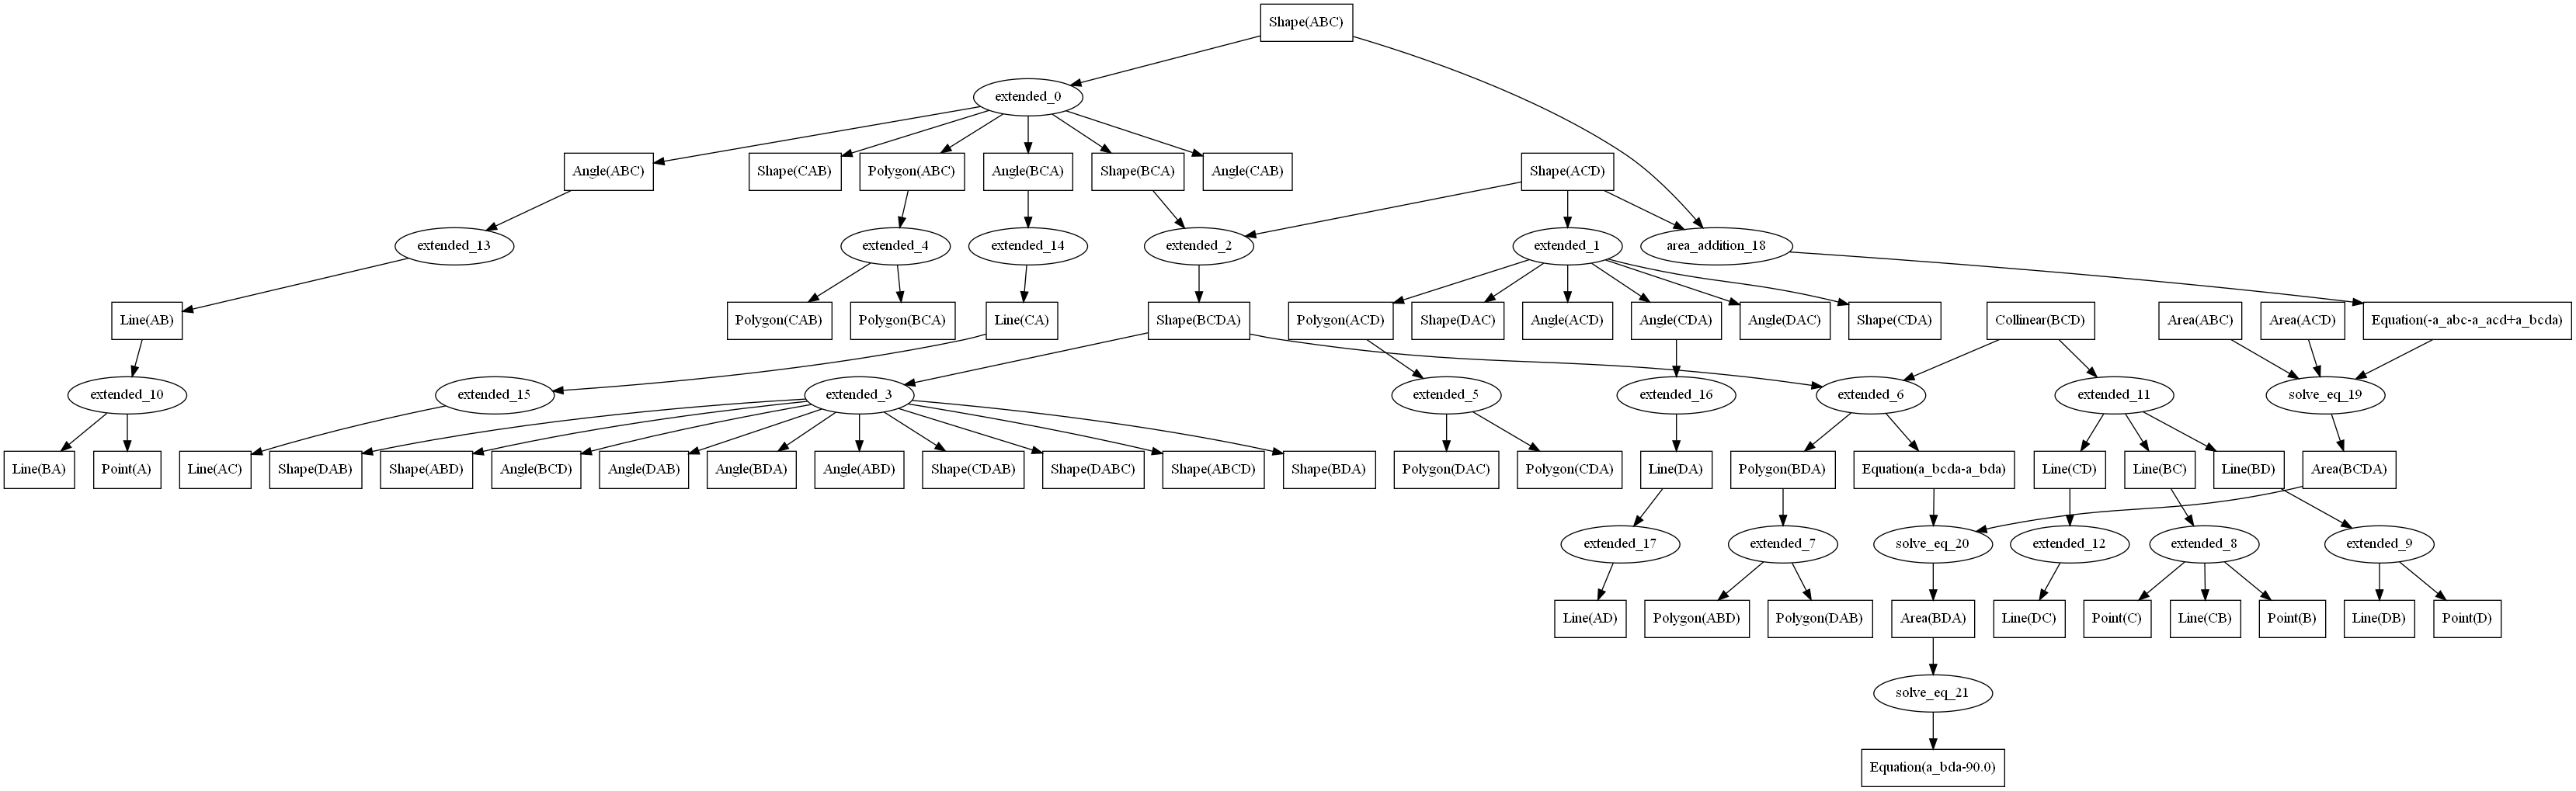 Shape(ABC)
extended_0
Angle(ABC)
Shape(CAB)
Polygon(ABC)
Angle(BCA)
Shape(BCA)
Angle(CAB)
Shape(ACD)
extended_13
extended_4
extended_14
extended_2
extended_1
area_addition_18
Line(AB)
Polygon(CAB)
Polygon(BCA)
Line(CA)
Shape(BCDA)
Polygon(ACD)
Shape(DAC)
Angle(ACD)
Angle(CDA)
Angle(DAC)
Shape(CDA)
Collinear(BCD)
Area(ABC)
Area(ACD)
Equation(-a_abc-a_acd+a_bcda)
extended_10
extended_15
extended_3
extended_5
extended_16
extended_6
extended_11
solve_eq_19
Line(BA)
Point(A)
Line(AC)
Shape(DAB)
Shape(ABD)
Angle(BCD)
Angle(DAB)
Angle(BDA)
Angle(ABD)
Shape(CDAB)
Shape(DABC)
Shape(ABCD)
Shape(BDA)
Polygon(DAC)
Polygon(CDA)
Line(DA)
Polygon(BDA)
Equation(a_bcda-a_bda)
Line(CD)
Line(BC)
Line(BD)
Area(BCDA)
extended_17
extended_7
solve_eq_20
extended_12
extended_8
extended_9
Line(AD)
Polygon(ABD)
Polygon(DAB)
Area(BDA)
Line(DC)
Point(C)
Line(CB)
Point(B)
Line(DB)
Point(D)
solve_eq_21
Equation(a_bda-90.0)